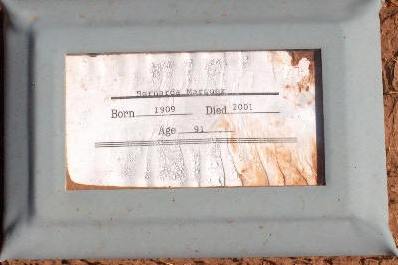 Bernarda Marquez
Born 1909 Died 2001
Age 91